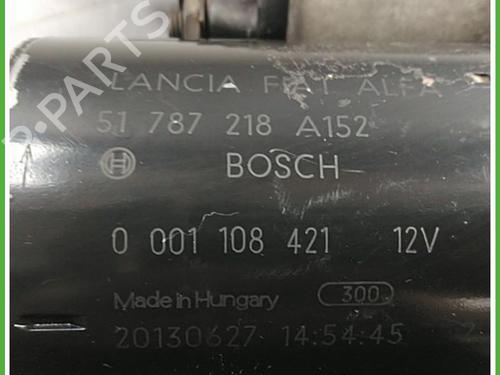 LANCIA FIAT ALFA
51 787 218 A152
BOSCH
0 001 108 421 12V
Made in Hungary 300
20130627 14:54:45
B-PARTS